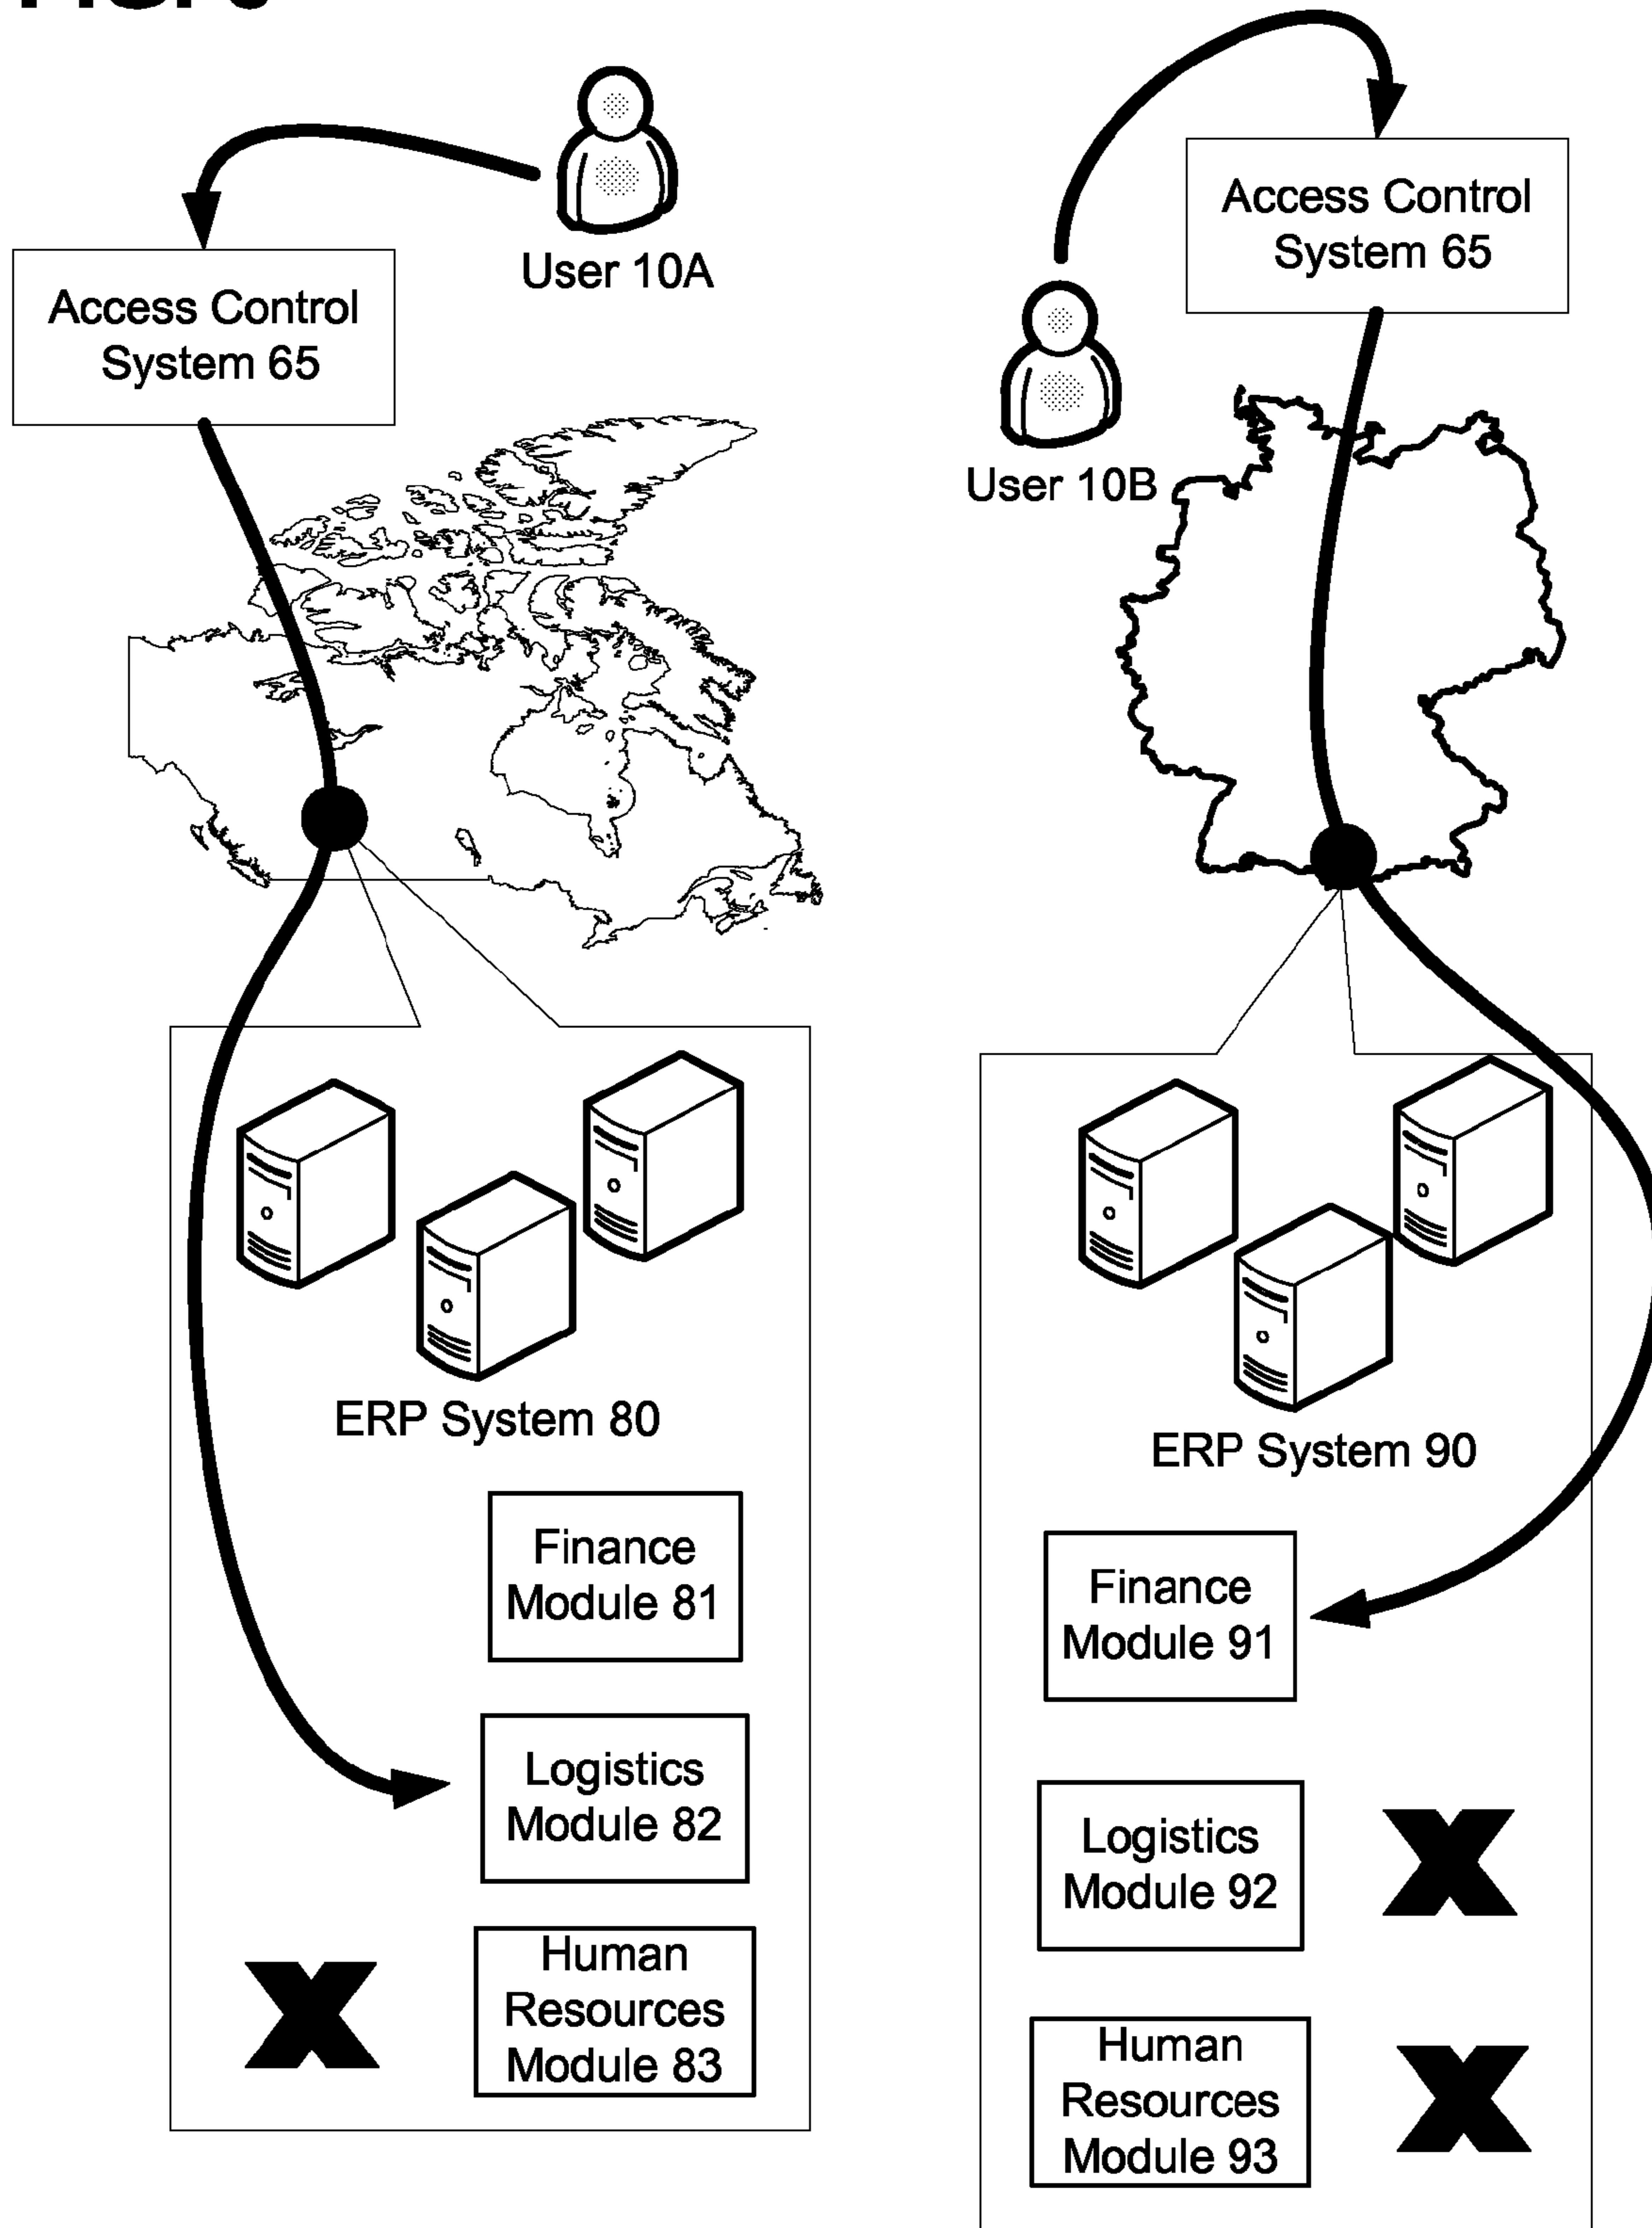 User 10A
Access Control
System 65
Access Control
System 65
User 10B
ERP System 80
Finance
Module 81
Logistics
Module 82
Human
Resources
Module 83
ERP System 90
Finance
Module 91
Logistics
Module 92
Human
Resources
Module 93